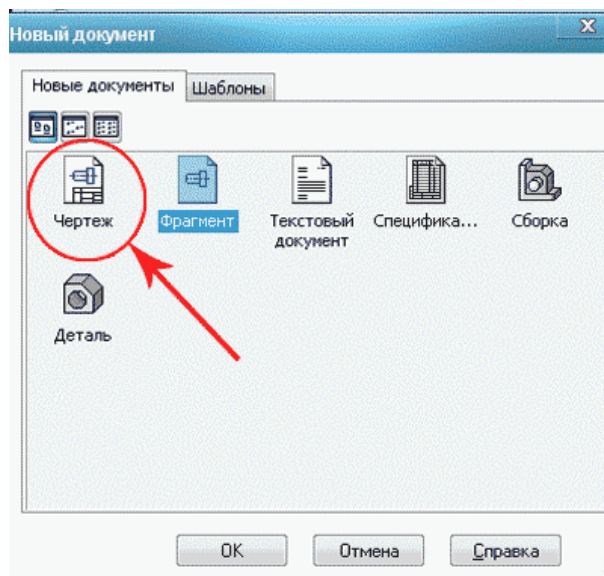 Новый документ
Новые документы Шаблоны
Чертеж Фрагмент Текстовый документ Специфика... Сборка
Деталь
OK Отмена Справка